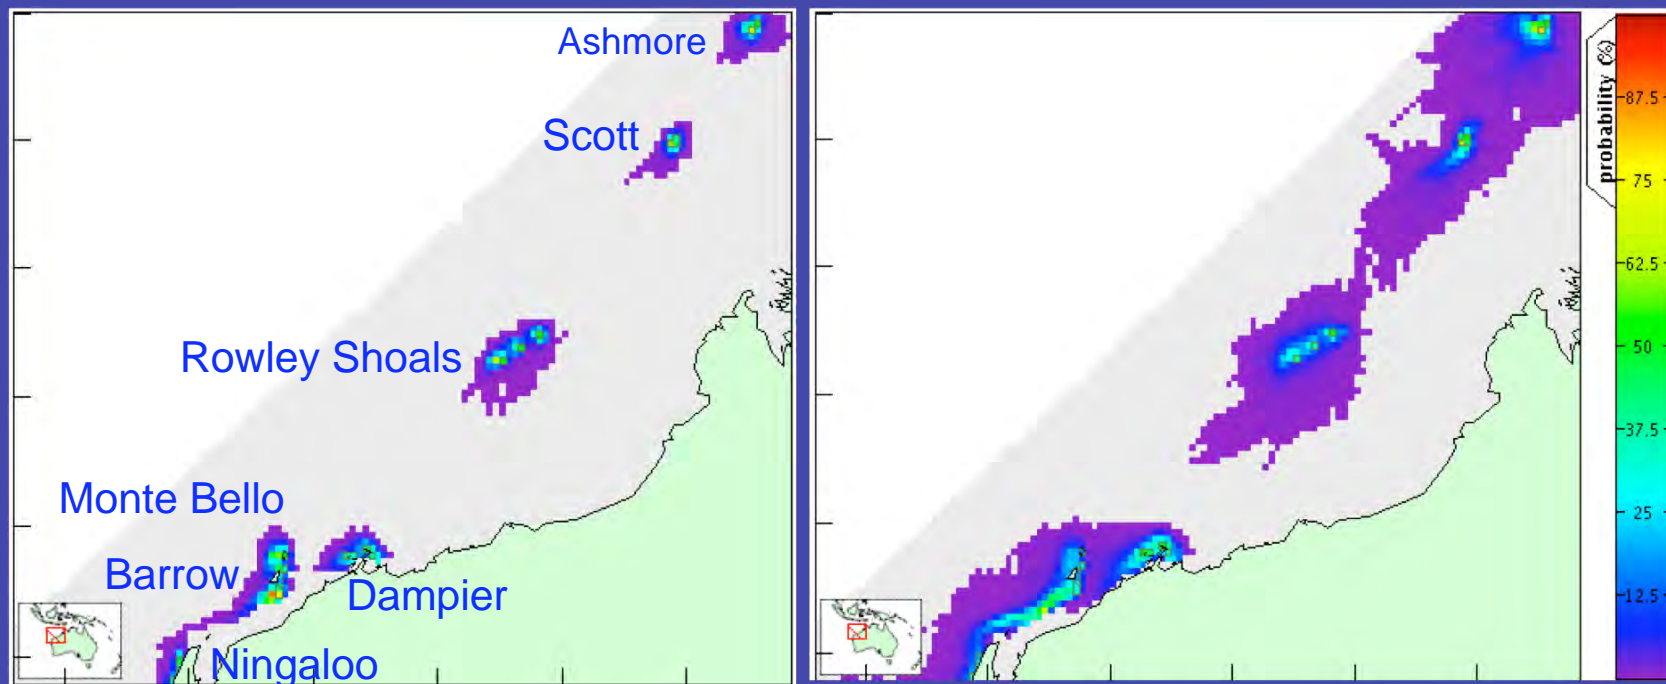 Ashmore
Scott
Rowley Shoals
Monte Bello
Barrow
Dampier
Ningaloo
probability (%)
87.5
75
62.5
50
37.5
25
12.5